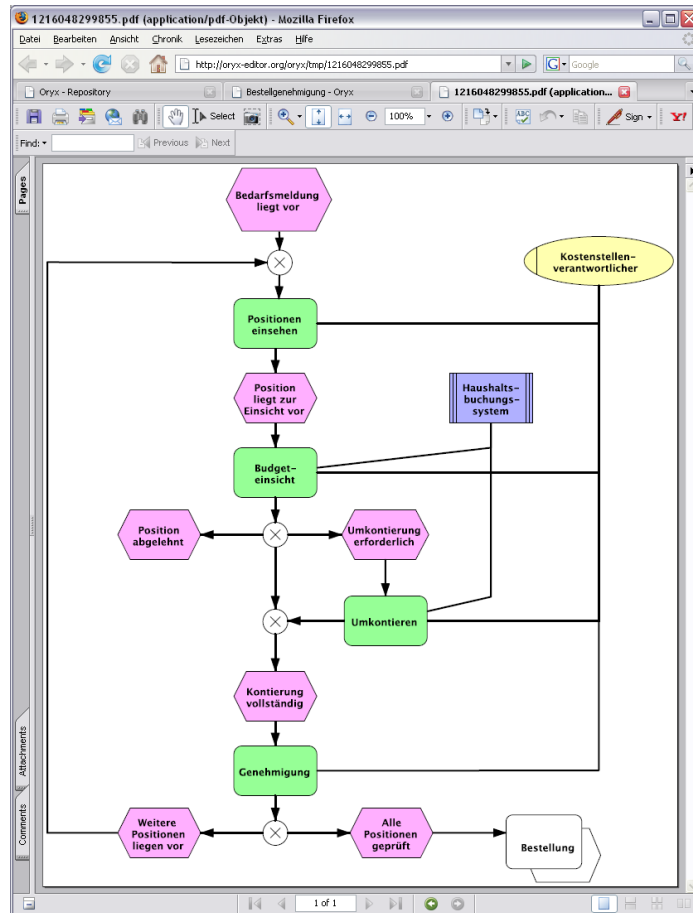 1216048299855.pdf (application/pdf-Objekt) - Mozilla Firefox
Datei Bearbeiten Ansicht Chronik Lesezeichen Extras Hilfe
http://oryx-editor.org/oryx/tmp/1216048299855.pdf
Google
Oryx - Repository
Bestellgenehmigung - Oryx
1216048299855.pdf (application...
Select
100%
Sign
Y!
Find:
Previous
Next
Pages
Attachments
Comments
Bedarfsmeldung
liegt vor
Kostenstellen-
verantwortlicher
Positionen
einsehen
Position
liegt zur
Einsicht vor
Haushalts-
buchungs-
system
Budget-
einsicht
Position
abgelehnt
Umkontierung
erforderlich
Umkontieren
Kontierung
vollständig
Genehmigung
Weitere
Positionen
liegen vor
Alle
Positionen
geprüft
Bestellung
1 of 1